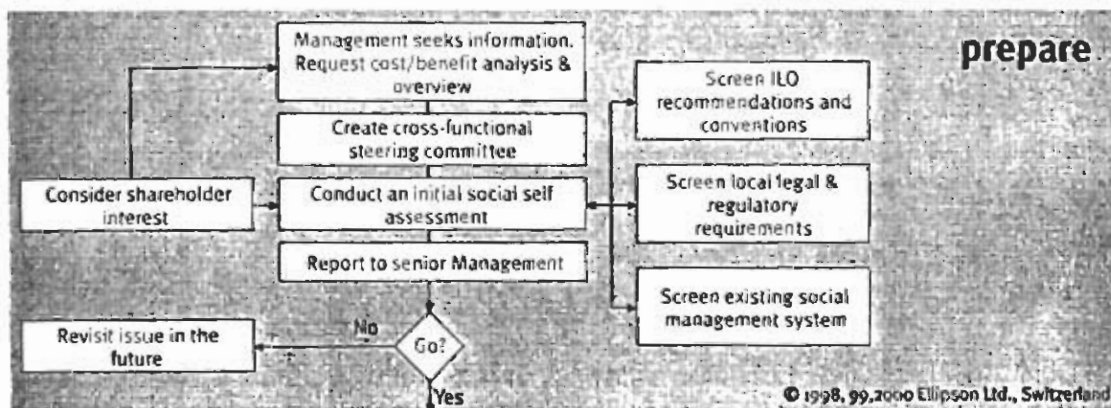 prepare
Management seeks information.
Request cost/benefit analysis &
overview
Screen ILO
recommendations and
conventions
Create cross-functional
steering committee
Consider shareholder
interest
Conduct an initial social self
assessment
Screen local legal &
regulatory
requirements
Report to senior Management
Screen existing social
management system
Revisit issue in the
future
No
Go?
Yes
© 1998, 99,2000 Ellipson Ltd., Switzerland